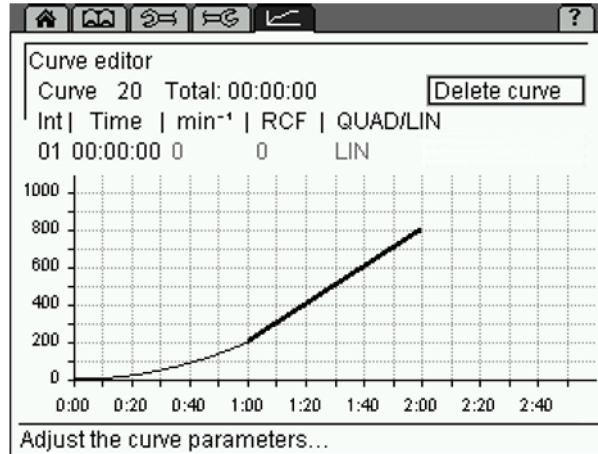 ?
Curve editor
Curve 20 Total: 00:00:00 Delete curve
Int| Time | min⁻¹ | RCF | QUAD/LIN
01 00:00:00 0 0 LIN
1000
800
600
400
200
0
0:00 0:20 0:40 1:00 1:20 1:40 2:00 2:20 2:40
Adjust the curve parameters...